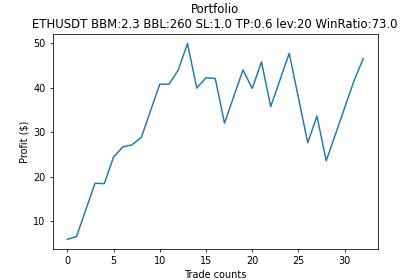 Portfolio
ETHUSDT BBM:2.3 BBL:260 SL:1.0 TP:0.6 lev:20 WinRatio:73.0
50
40
30
20
10
Profit ($)
0 5 10 15 20 25 30
Trade counts